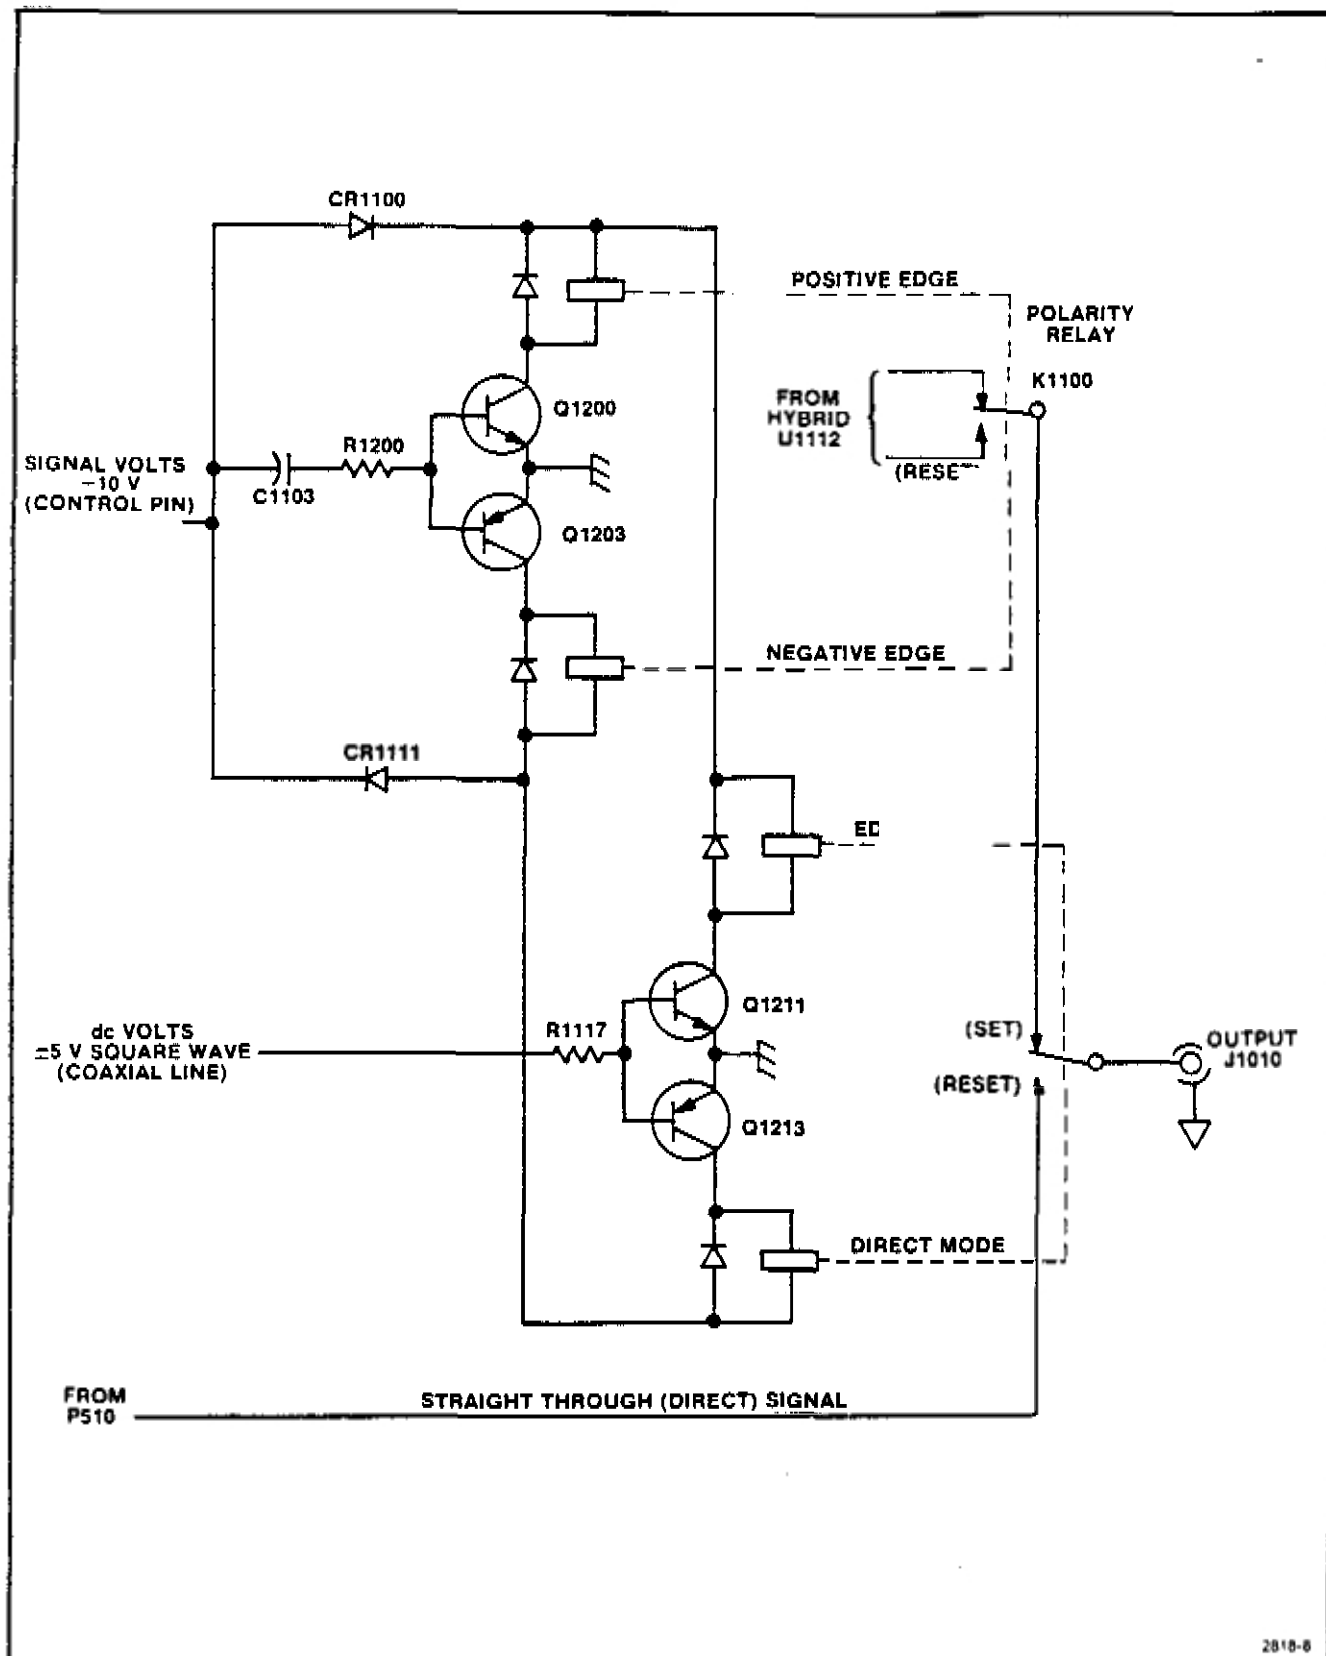 CR1100
POSITIVE EDGE
POLARITY
RELAY
K1100
FROM
HYBRID
U1112
(RESE
Q1200
R1200
C1103
SIGNAL VOLTS
−10 V
(CONTROL PIN)
Q1203
NEGATIVE EDGE
CR1111
ED
Q1211
R1117
dc VOLTS
±5 V SQUARE WAVE
(COAXIAL LINE)
(SET)
(RESET)
OUTPUT
J1010
Q1213
DIRECT MODE
FROM
P510
STRAIGHT THROUGH (DIRECT) SIGNAL
2818-8